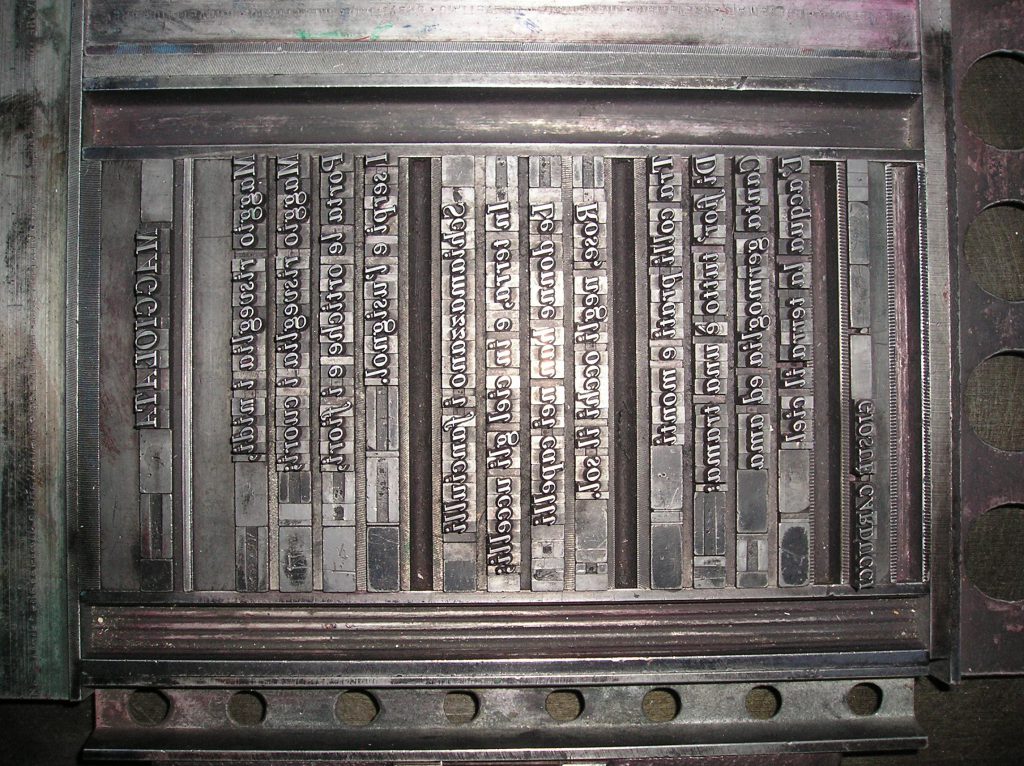 MAGGIOLATA
Maggio risveglia i nidi,
Maggio risveglia i cuori;
Porta le ortiche e i fiori,
I serpi e l'usignol.
Schiamazzano i fanciulli
In terra, e in ciel gli uccelli;
Le donne han nei capelli
Rose, negli occhi il sol.
Tra colli prati e monti
Di fior tutto è una trama;
Canta germoglia ed ama
L'acqua la terra il ciel.
GIOSUE' CARDUCCI